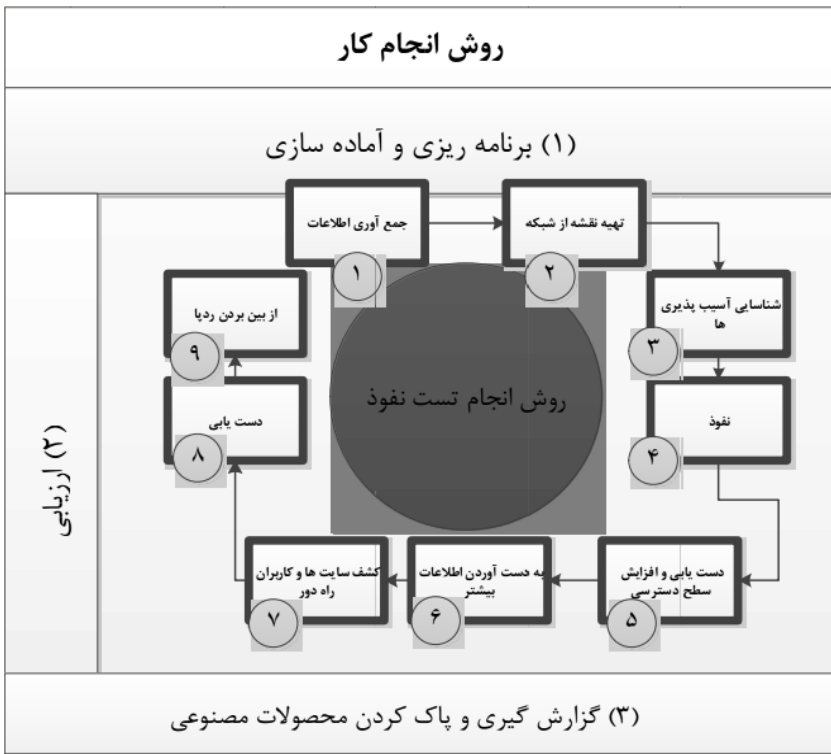 روش انجام کار
(۱) برنامه ریزی و آماده سازی
جمع آوری اطلاعات
۱
تهیه نقشه از شبکه
۲
شناسایی آسیب پذیری
ها
۳
نفوذ
۴
دست یابی و افزایش
سطح دسترسی
۵
به دست آوردن اطلاعات
بیشتر
۶
کشف سایت ها و کاربران
راه دور
۷
دست یابی
۸
از بین بردن ردپا
۹
روش انجام تست نفوذ
(۲) ارزیابی
(۳) گزارش گیری و پاک کردن محصولات مصنوعی